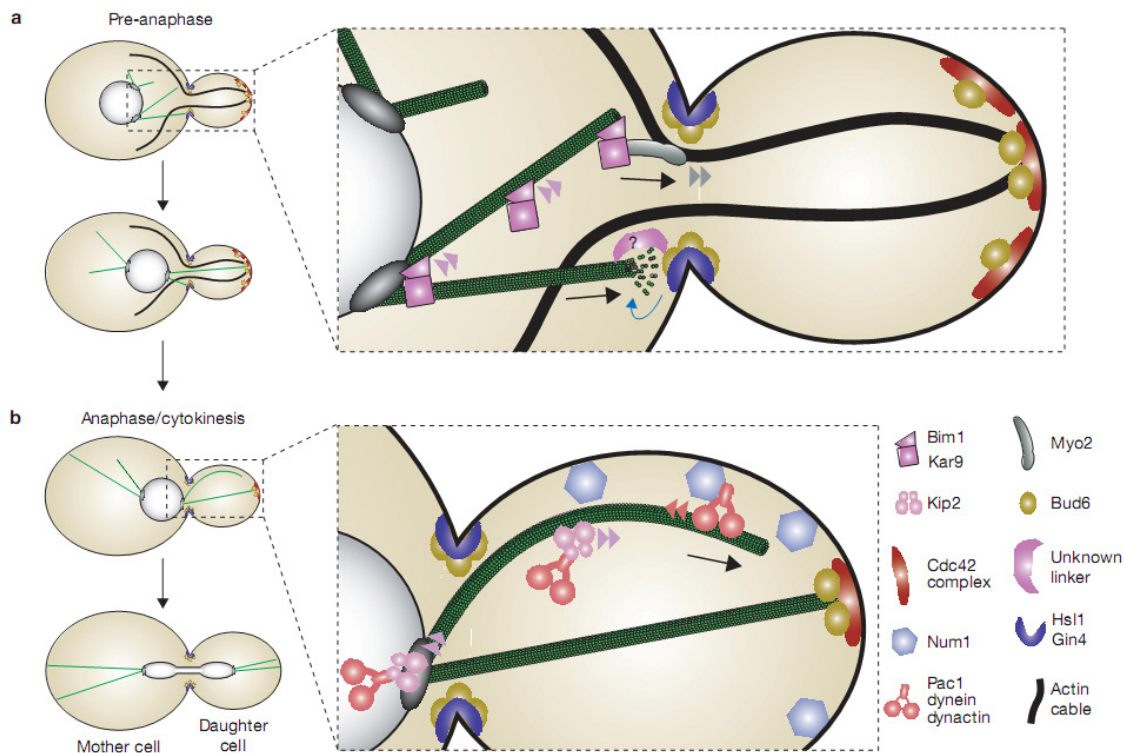 a
Pre-anaphase
?
b
Anaphase/cytokinesis
Mother cell
Daughter
cell
Bim1
Kar9
Myo2
Kip2
Bud6
Cdc42
complex
Unknown
linker
Num1
Hsl1
Gin4
Pac1
dynein
dynactin
Actin
cable